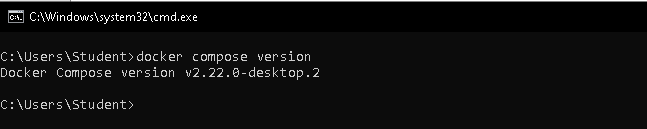 C:\Windows\system32\cmd.exe
C:\Users\Student>docker compose version
Docker Compose version v2.22.0-desktop.2
C:\Users\Student>